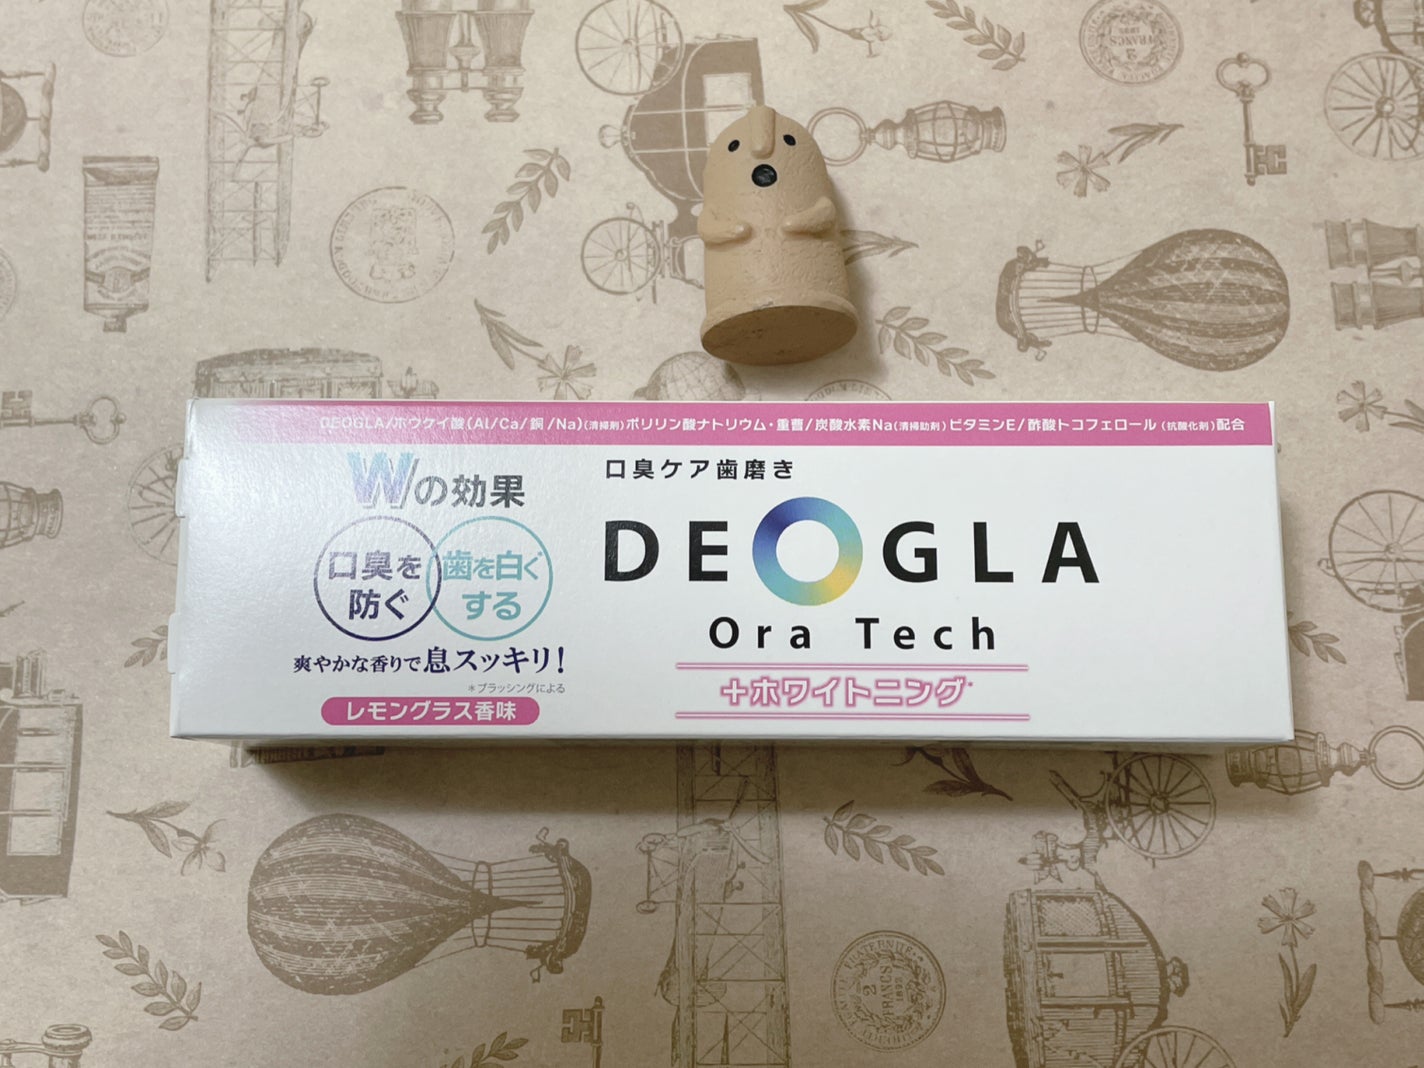 DEOGLA/ホウケイ酸(Al/Ca/銅/Na)(清掃剤)ポリリン酸ナトリウム・重曹/炭酸水素Na(清掃助剤)ビタミンE/酢酸トコフェロール(抗酸化剤)配合
Wの効果
口臭を防ぐ
歯を白くする
爽やかな香りで息スッキリ!
*ブラッシングによる
レモングラス香味
口臭ケア歯磨き
DEOGLA
Ora Tech
+ホワイトニング*
FRATERNITE
2
FRANCS